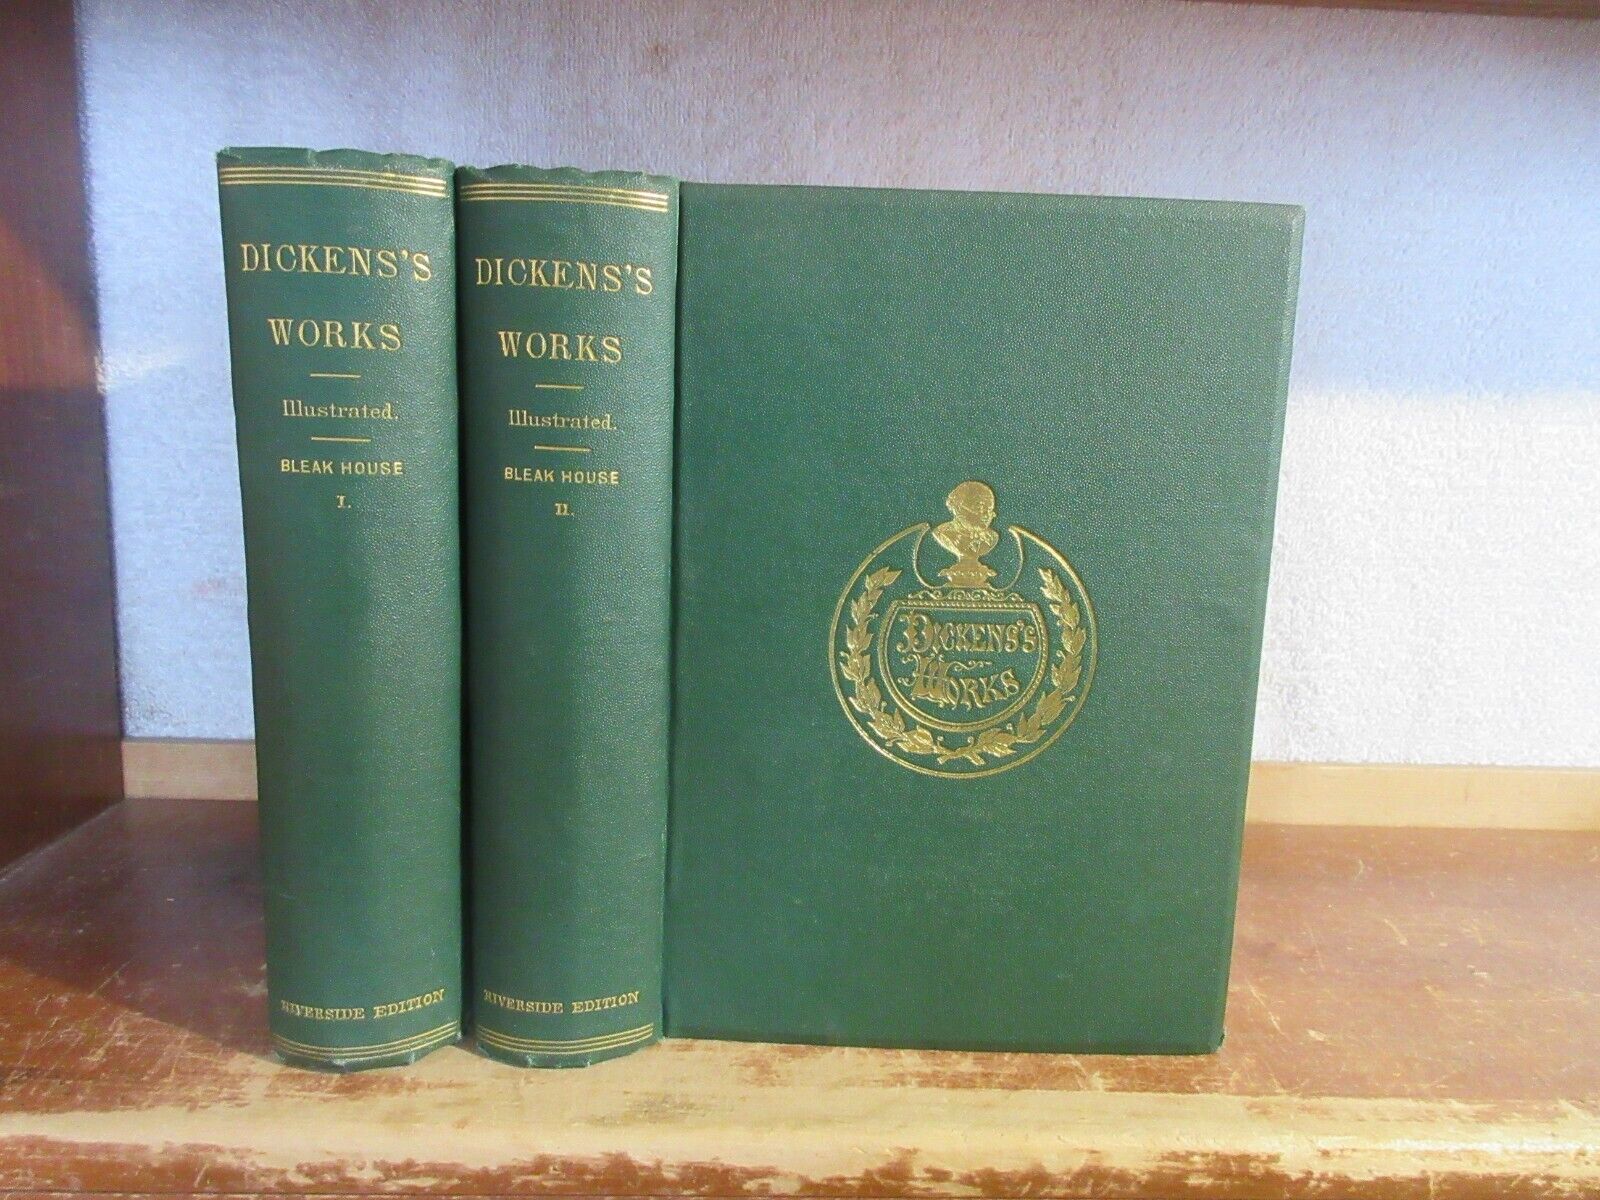 DICKENS'S
WORKS
Illustrated.
BLEAK HOUSE
I.
RIVERSIDE EDITION
DICKENS'S
WORKS
Illustrated.
BLEAK HOUSE
II.
RIVERSIDE EDITION
DICKENS'S
WORKS